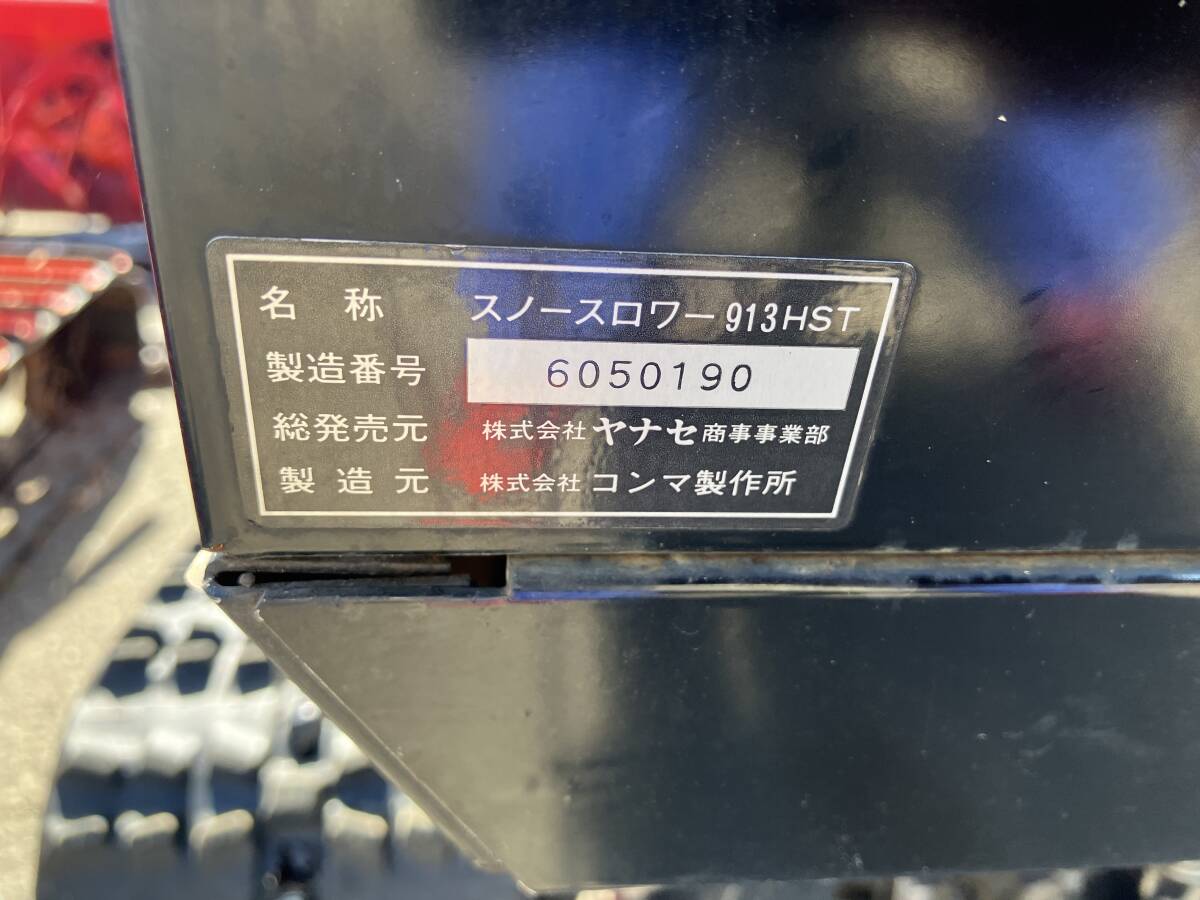 名称 スノースロワー913HST
製造番号 6050190
総発売元 株式会社ヤナセ商事事業部
製造元 株式会社コンマ製作所